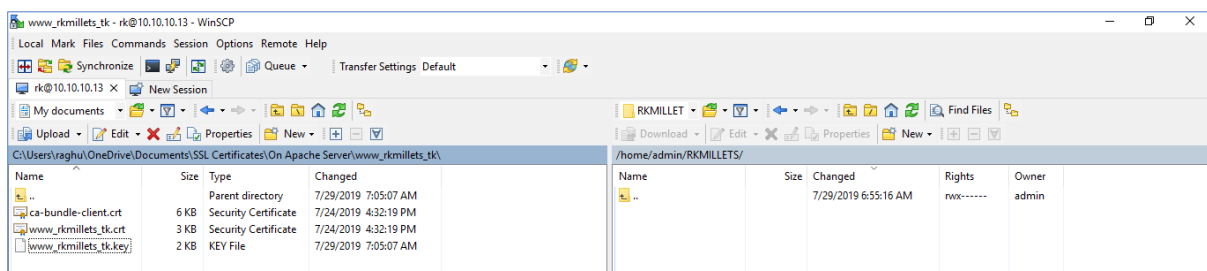 www_rkmillets_tk - rk@10.10.10.13 - WinSCP
Local Mark Files Commands Session Options Remote Help
Synchronize Queue Transfer Settings Default
rk@10.10.10.13 New Session
My documents RKMILLET Find Files
Upload Edit Properties New Download Edit Properties New
C:\Users\raghu\OneDrive\Documents\SSL Certificates\On Apache Server\www_rkmillets_tk\ /home/admin/RKMILLETS/
Name Size Type Changed Name Size Changed Rights Owner
.. Parent directory 7/29/2019 7:05:07 AM .. 7/29/2019 6:55:16 AM rwx------ admin
ca-bundle-client.crt 6 KB Security Certificate 7/24/2019 4:32:19 PM
www_rkmillets_tk.crt 3 KB Security Certificate 7/24/2019 4:32:19 PM
www_rkmillets_tk.key 2 KB KEY File 7/29/2019 7:05:07 AM